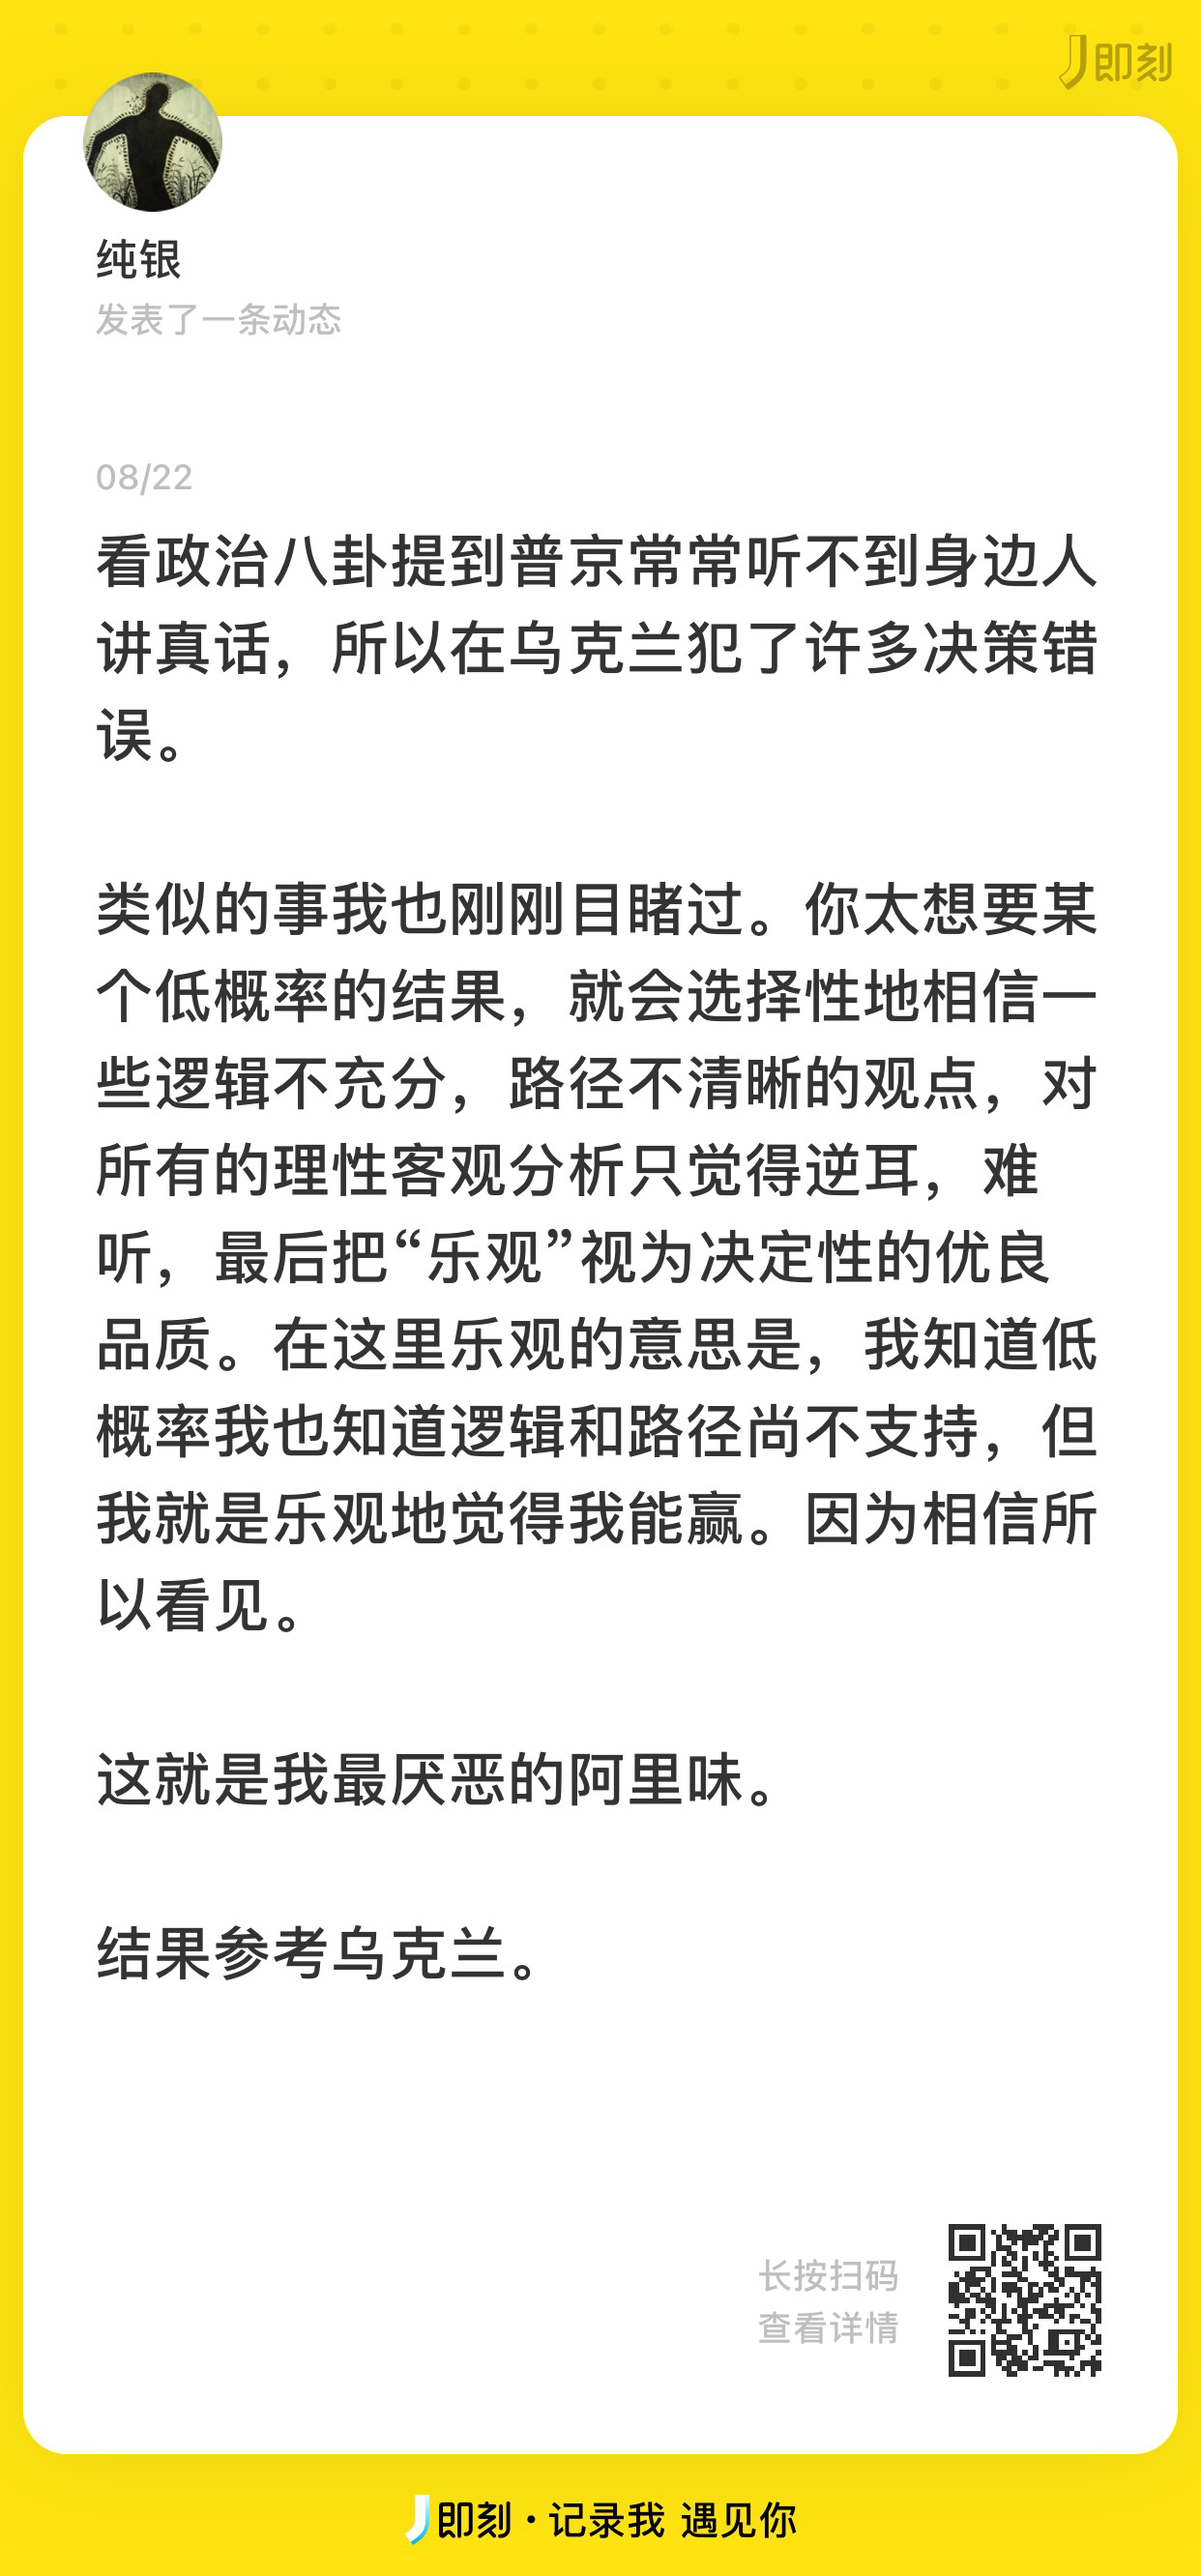 即刻
纯银
发表了一条动态
08/22
看政治八卦提到普京常常听不到身边人
讲真话，所以在乌克兰犯了许多决策错
误。
类似的事我也刚刚目睹过。你太想要某
个低概率的结果，就会选择性地相信一
些逻辑不充分，路径不清晰的观点，对
所有的理性客观分析只觉得逆耳，难
听，最后把“乐观”视为决定性的优良
品质。在这里乐观的意思是，我知道低
概率我也知道逻辑和路径尚不支持，但
我就是乐观地觉得我能赢。因为相信所
以看见。
这就是我最厌恶的阿里味。
结果参考乌克兰。
长按扫码
查看详情
即刻·记录我 遇见你